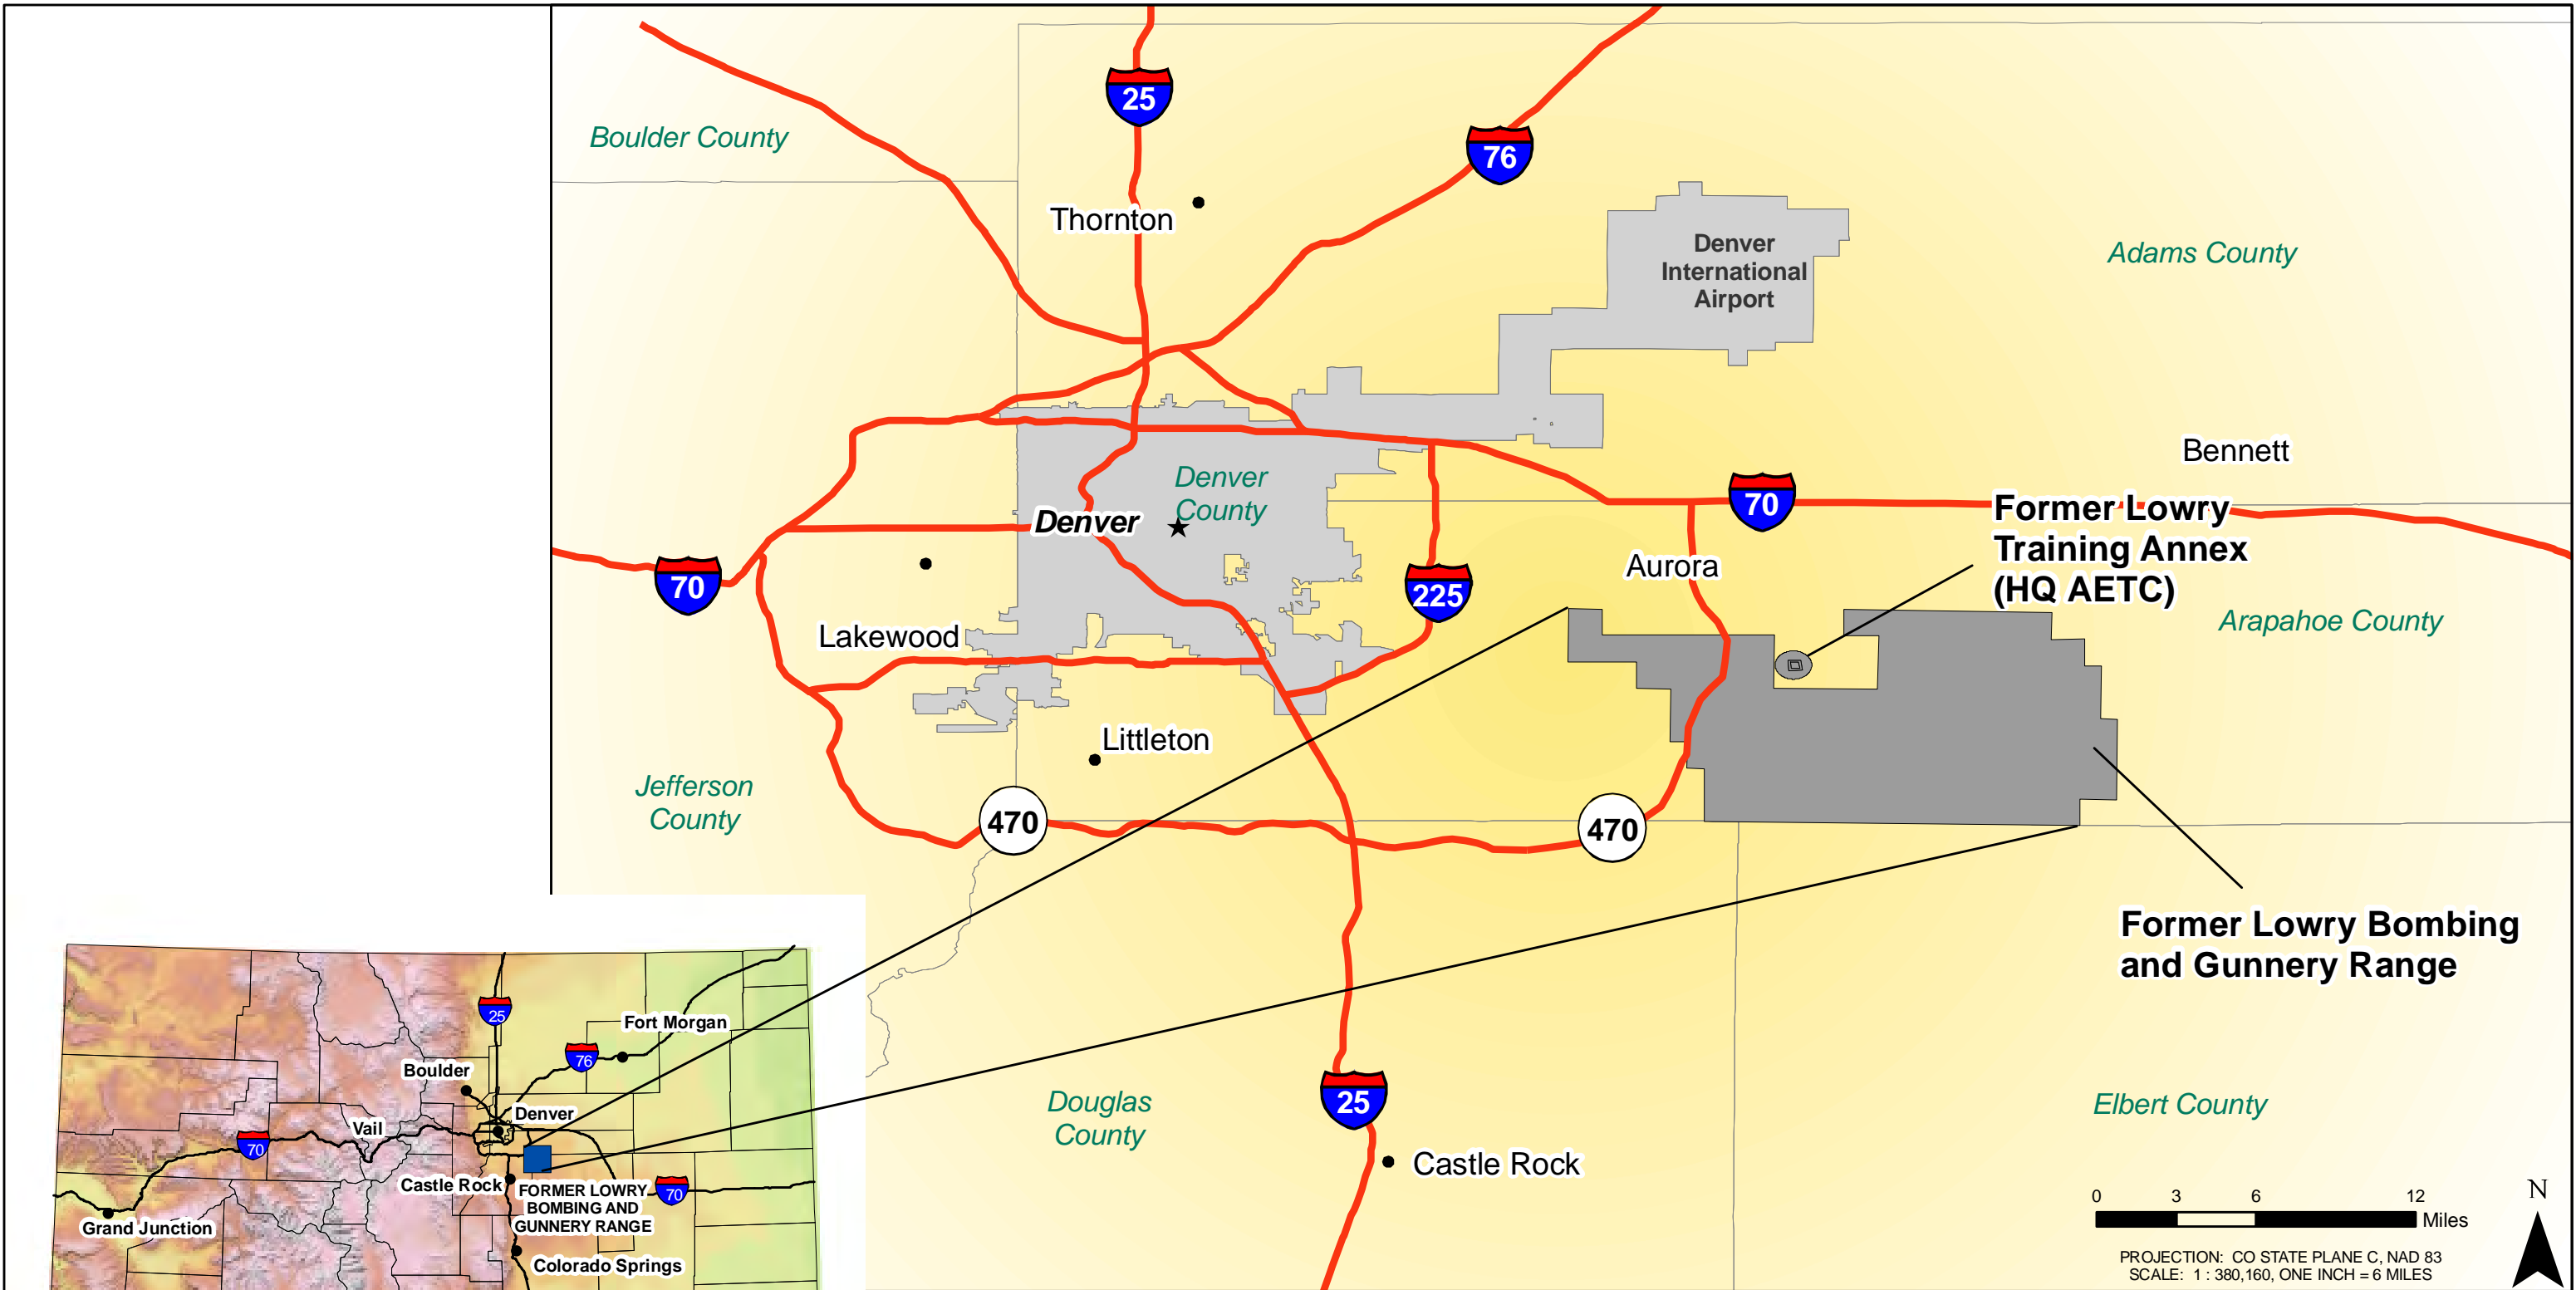 25
76
Boulder County
Thornton
Denver
International
Airport
Adams County
Bennett
Denver
County
Denver
70
Former Lowry
Training Annex
(HQ AETC)
70
225
Aurora
Lakewood
Arapahoe County
Littleton
Jefferson
County
470
470
Former Lowry Bombing
and Gunnery Range
Douglas
County
25
Castle Rock
Elbert County
25
Fort Morgan
76
Boulder
Denver
Vail
70
Castle Rock
FORMER LOWRY
BOMBING AND
GUNNERY RANGE
70
Grand Junction
Colorado Springs
0 3 6 12
Miles
N
PROJECTION: CO STATE PLANE C, NAD 83
SCALE: 1 : 380,160, ONE INCH = 6 MILES